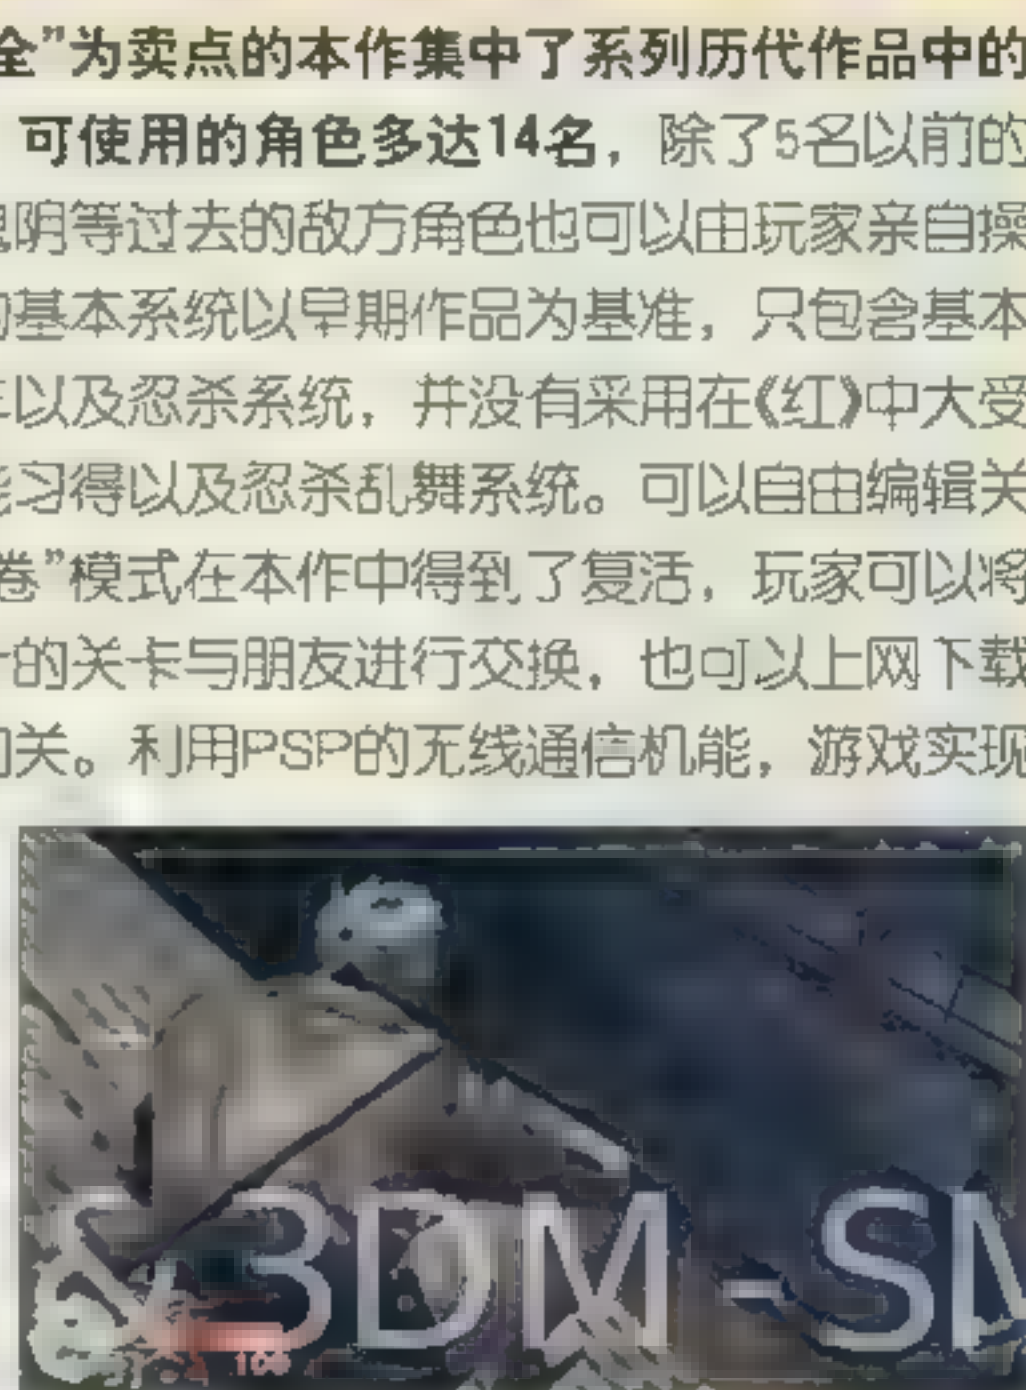 全”为卖点的本作集中了系列历代作品中的
可使用的角色多达14名，除了5名以前的
阴等过去的敌方角色也可以由玩家亲自操
基本系统以早期作品为基准，只包含基本
以及忍杀系统，并没有采用在《红》中大受
习得以及忍杀乱舞系统。可以自由编辑关
卷”模式在本作中得到了复活，玩家可以将
的关卡与朋友进行交换，也可以上网下载
关。利用PSP的无线通信机能，游戏实现
3DM-SM